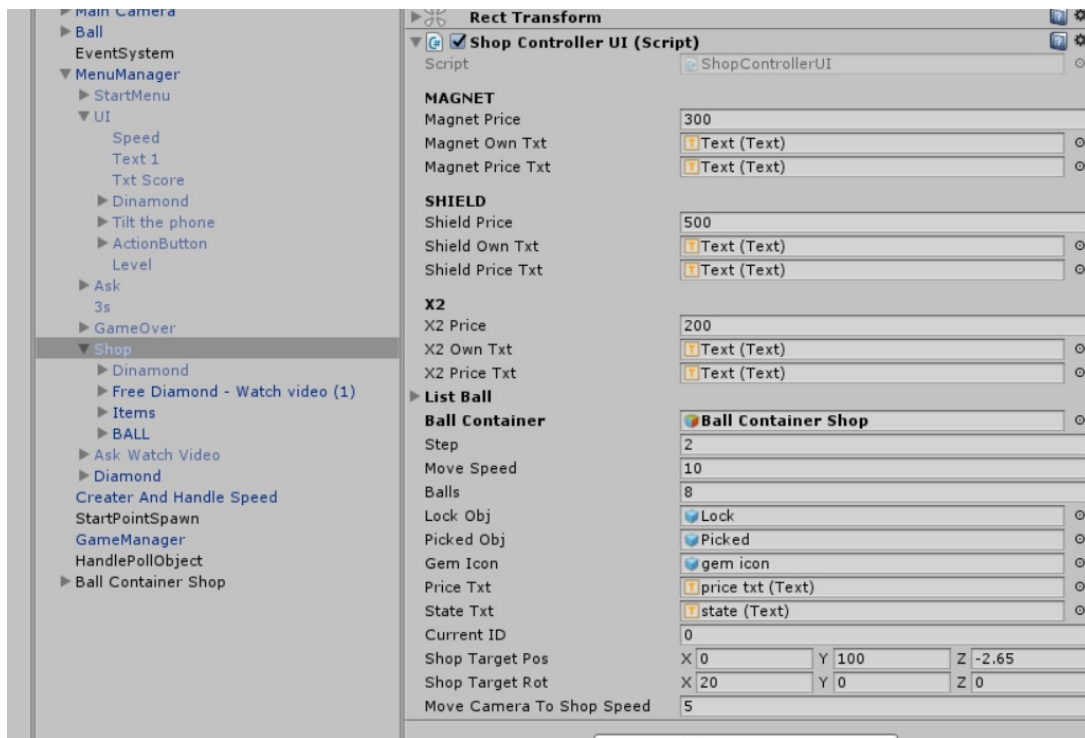 Main Camera
Ball
EventSystem
MenuManager
StartMenu
UI
Speed
Text 1
Txt Score
Dinamond
Tilt the phone
ActionButton
Level
Ask
3s
GameOver
Shop
Dinamond
Free Diamond - Watch video (1)
Items
BALL
Ask Watch Video
Diamond
Creater And Handle Speed
StartPointSpawn
GameManager
HandlePollObject
Ball Container Shop
Rect Transform
Shop Controller UI (Script)
Script ShopControllerUI
MAGNET
Magnet Price 300
Magnet Own Txt Text (Text)
Magnet Price Txt Text (Text)
SHIELD
Shield Price 500
Shield Own Txt Text (Text)
Shield Price Txt Text (Text)
X2
X2 Price 200
X2 Own Txt Text (Text)
X2 Price Txt Text (Text)
List Ball
Ball Container Ball Container Shop
Step 2
Move Speed 10
Balls 8
Lock Obj Lock
Picked Obj Picked
Gem Icon gem icon
Price Txt price txt (Text)
State Txt state (Text)
Current ID 0
Shop Target Pos X 0 Y 100 Z -2.65
Shop Target Rot X 20 Y 0 Z 0
Move Camera To Shop Speed 5